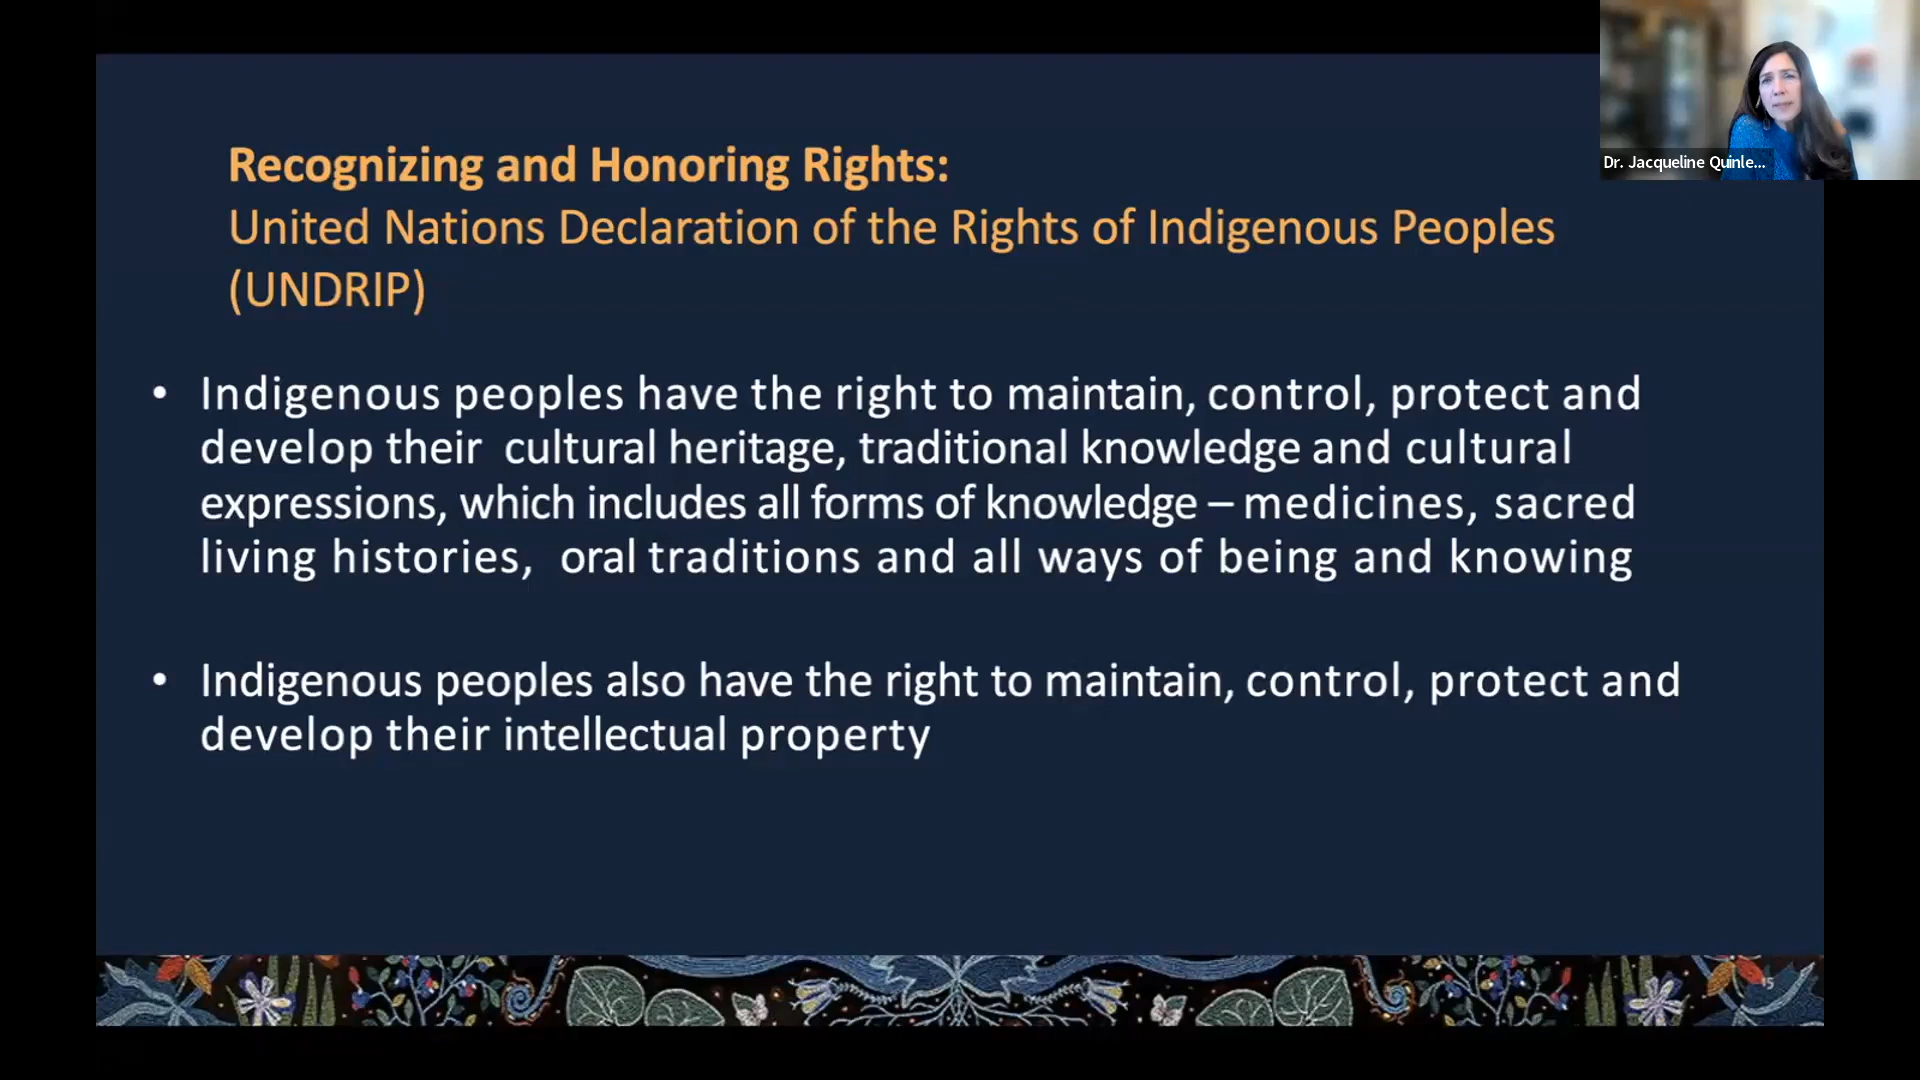 Recognizing and Honoring Rights:
United Nations Declaration of the Rights of Indigenous Peoples
(UNDRIP)
• Indigenous peoples have the right to maintain, control, protect and
develop their cultural heritage, traditional knowledge and cultural
expressions, which includes all forms of knowledge – medicines, sacred
living histories, oral traditions and all ways of being and knowing
• Indigenous peoples also have the right to maintain, control, protect and
develop their intellectual property
Dr. Jacqueline Quinle...
15